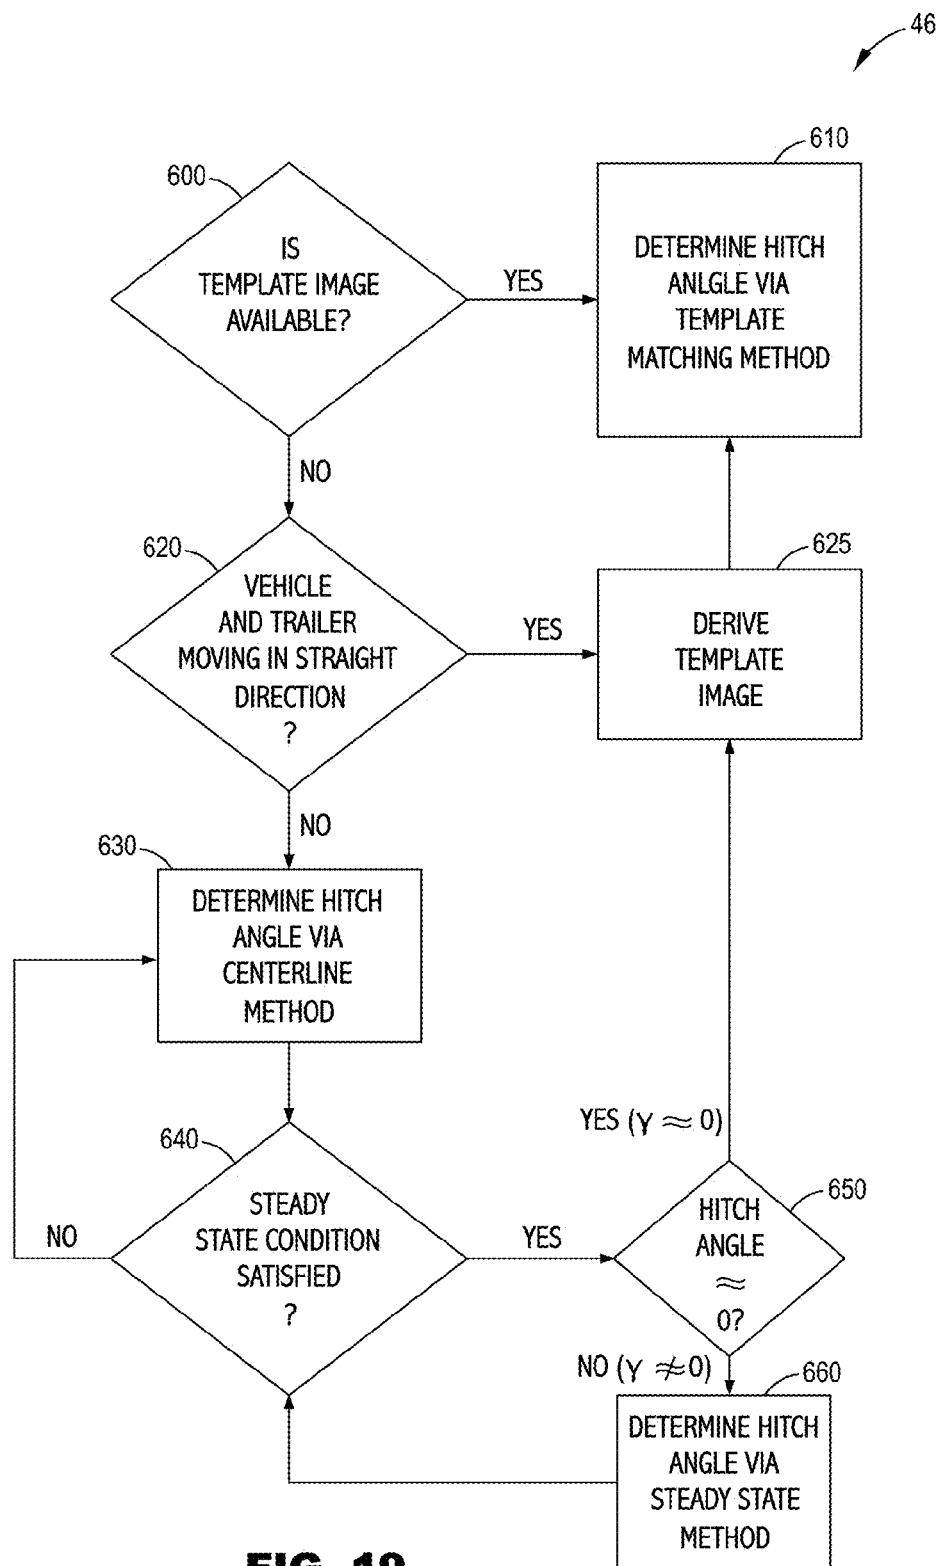 46
600
IS
TEMPLATE IMAGE
AVAILABLE?
YES
610
DETERMINE HITCH
ANLGLE VIA
TEMPLATE
MATCHING METHOD
NO
620
VEHICLE
AND TRAILER
MOVING IN STRAIGHT
DIRECTION
?
YES
625
DERIVE
TEMPLATE
IMAGE
NO
630
DETERMINE HITCH
ANGLE VIA
CENTERLINE
METHOD
640
STEADY
STATE CONDITION
SATISFIED
?
NO
YES
YES (γ ≈ 0)
650
HITCH
ANGLE
≈
0?
NO (γ ≉ 0)
660
DETERMINE HITCH
ANGLE VIA
STEADY STATE
METHOD
FIG.